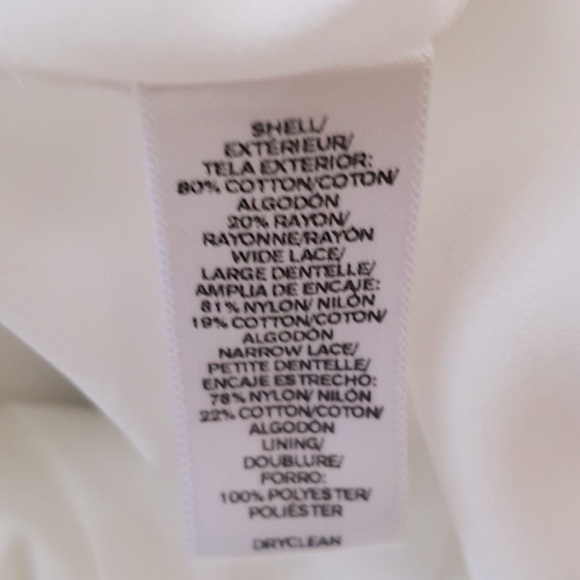 SHELL/
EXTÉRIEUR/
TELA EXTERIOR:
80% COTTON/COTON/
ALGODÓN
20% RAYON/
RAYONNE/RAYÓN
WIDE LACE/
LARGE DENTELLE/
AMPLIA DE ENCAJE:
81% NYLON/ NILÓN
19% COTTON/COTON/
ALGODÓN
NARROW LACE/
PETITE DENTELLE/
ENCAJE ESTRECHO:
78% NYLON/ NILÓN
22% COTTON/COTON/
ALGODÓN
LINING/
DOUBLURE/
FORRO:
100% POLYESTER/
POLIÉSTER
DRYCLEAN